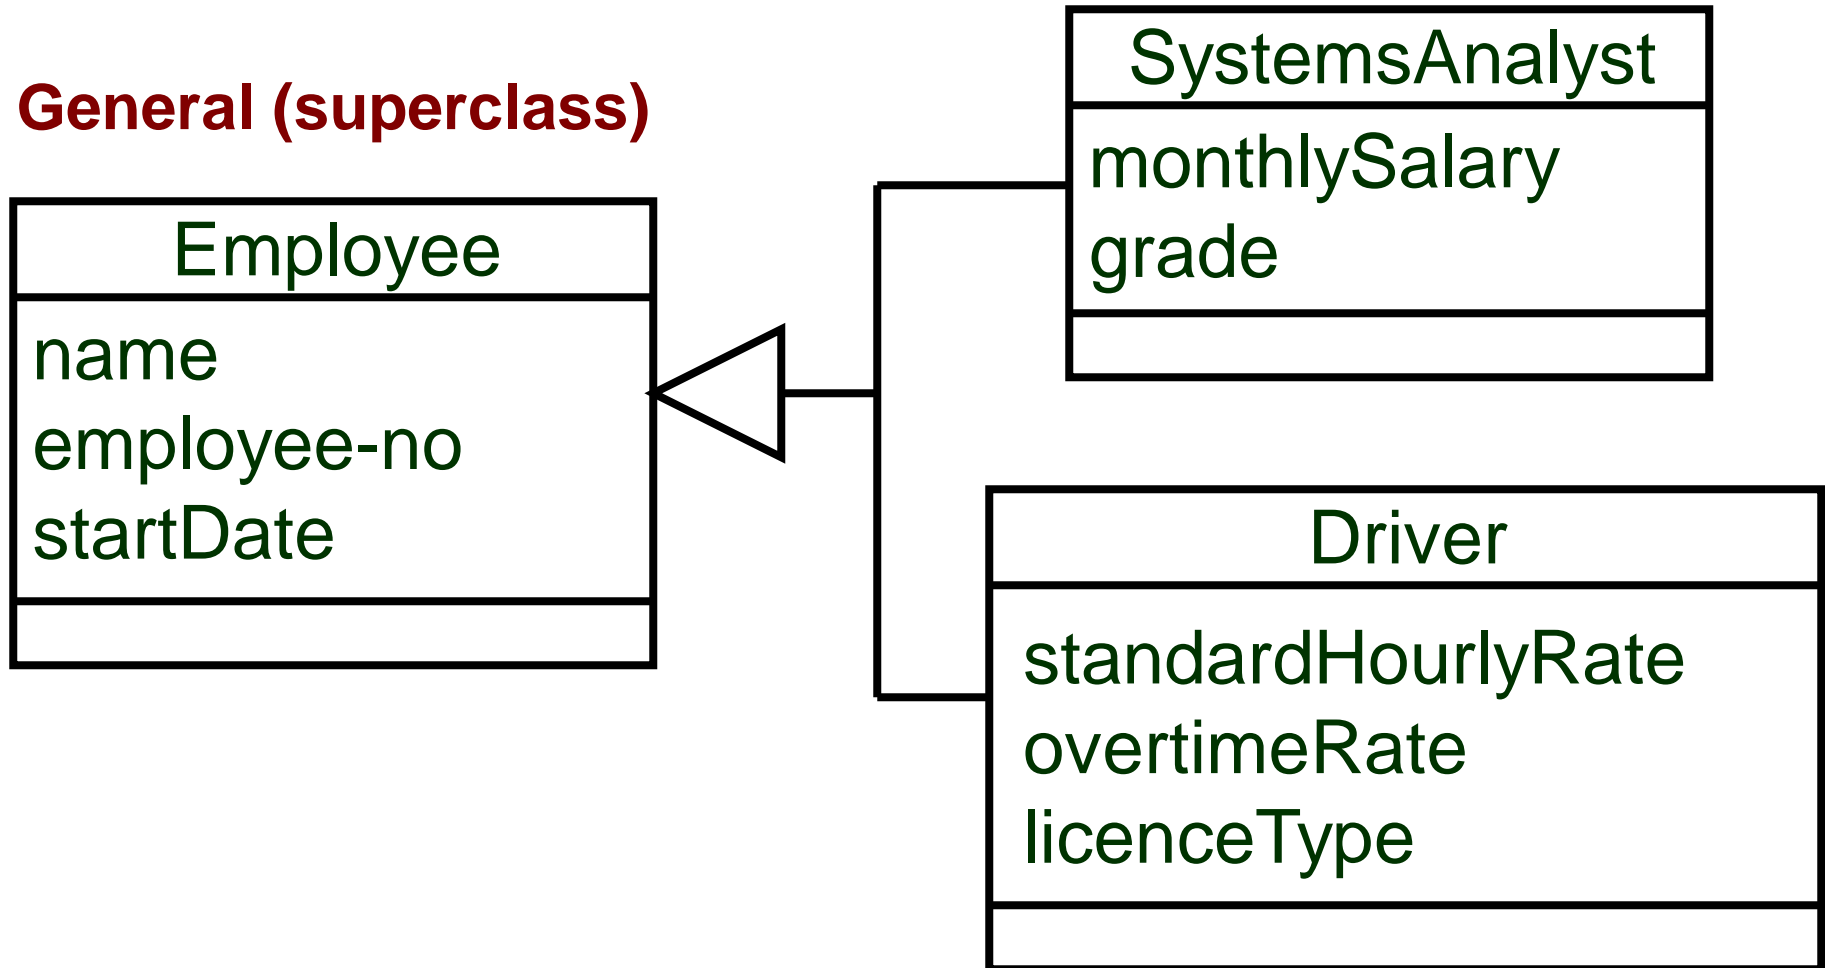 General (superclass)
Employee
name
employee-no
startDate
SystemsAnalyst
monthlySalary
grade
Driver
standardHourlyRate
overtimeRate
licenceType